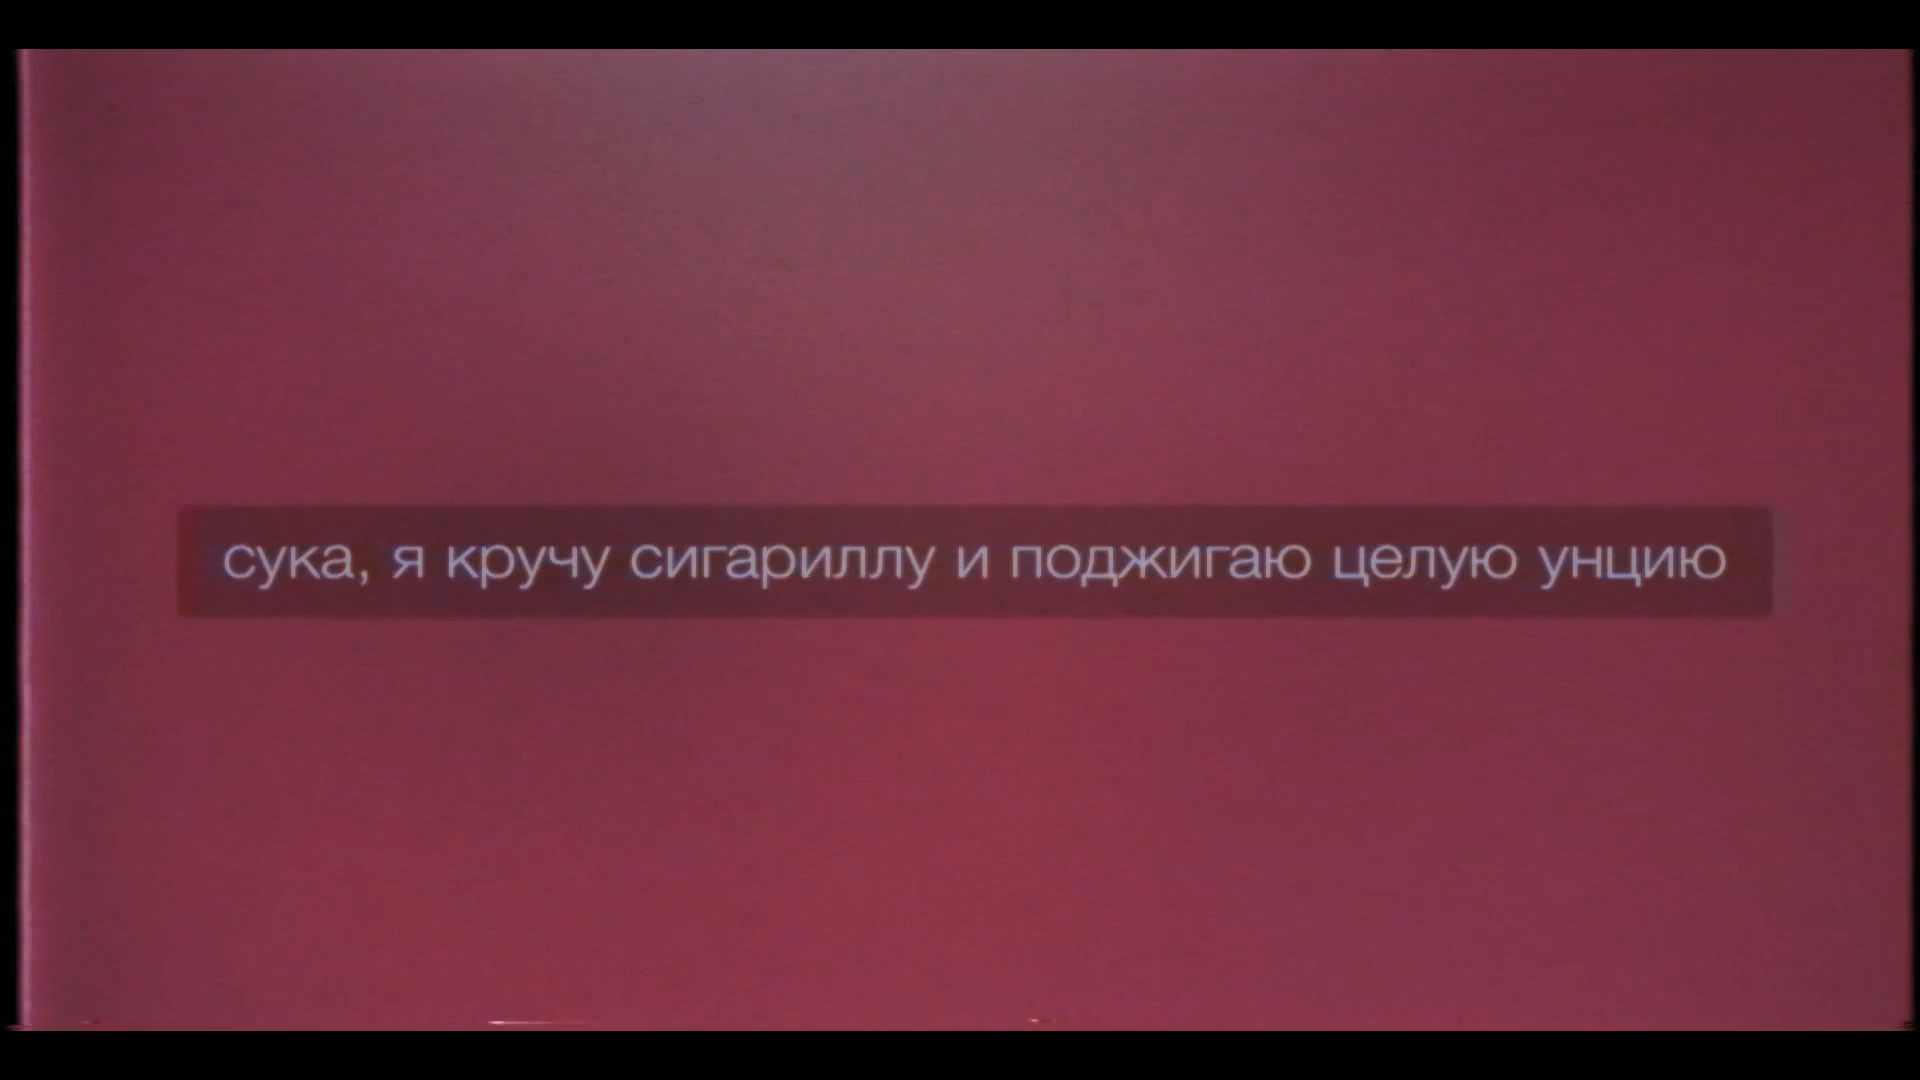 сука, я кручу сигариллу и поджигаю целую унцию